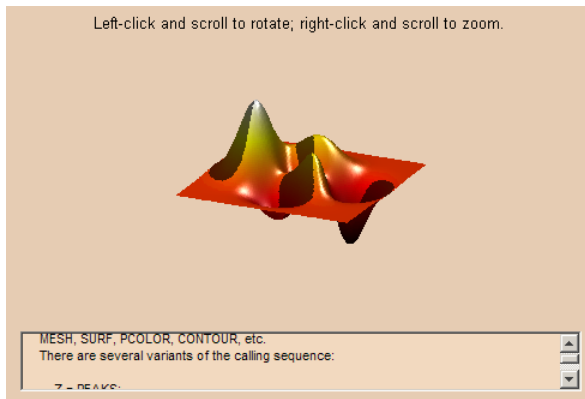 Left-click and scroll to rotate; right-click and scroll to zoom.
MESH, SURF, PCOLOR, CONTOUR, etc.
There are several variants of the calling sequence:
Z = PEAKS;